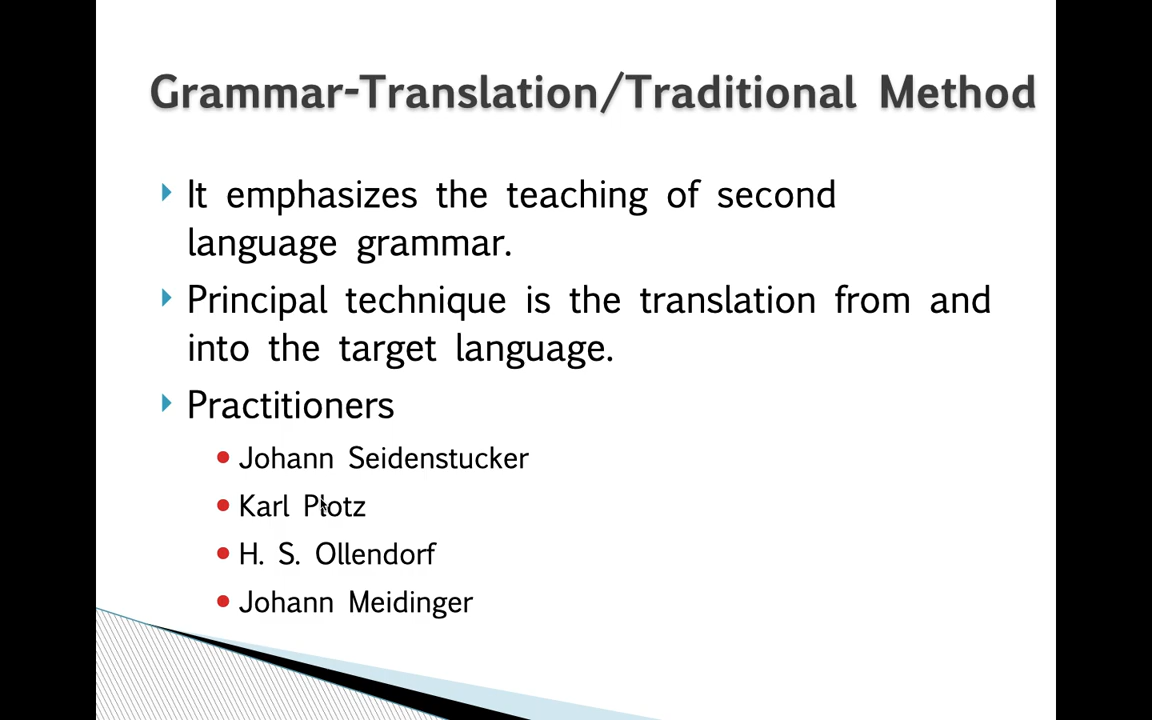 Grammar-Translation/Traditional Method
It emphasizes the teaching of second
language grammar.
Principal technique is the translation from and
into the target language.
Practitioners
Johann Seidenstucker
Karl Plotz
H. S. Ollendorf
Johann Meidinger